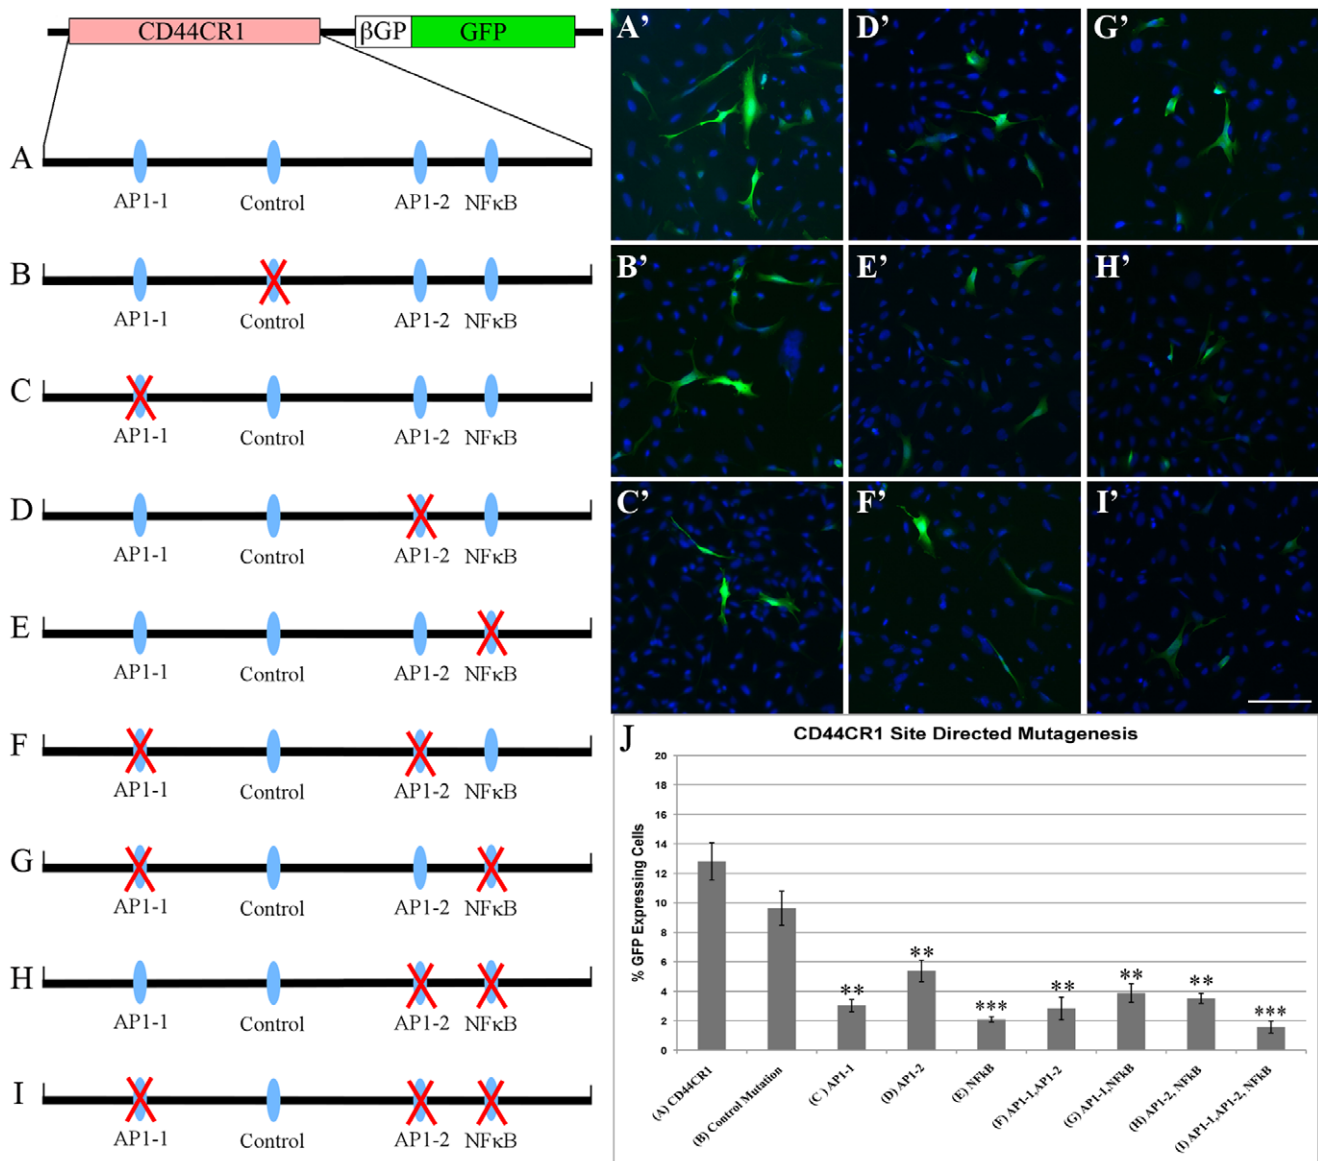 CD44CR1 βGP GFP
A
AP1-1 Control AP1-2 NFκB
B
AP1-1 Control AP1-2 NFκB
C
AP1-1 Control AP1-2 NFκB
D
AP1-1 Control AP1-2 NFκB
E
AP1-1 Control AP1-2 NFκB
F
AP1-1 Control AP1-2 NFκB
G
AP1-1 Control AP1-2 NFκB
H
AP1-1 Control AP1-2 NFκB
I
AP1-1 Control AP1-2 NFκB
A’ D’ G’
B’ E’ H’
C’ F’ I’
J CD44CR1 Site Directed Mutagenesis
% GFP Expressing Cells
20
18
16
14
12
10
8
6
4
2
0
** ** *** ** ** ** ***
(A) CD44CR1
(B) Control Mutation
(C) AP1-1
(D) AP1-2
(E) NFkB
(F) AP1-1,AP1-2
(G) AP1-1,NFkB
(H) AP1-2,NFkB
(I) AP1-1,AP1-2,NFkB